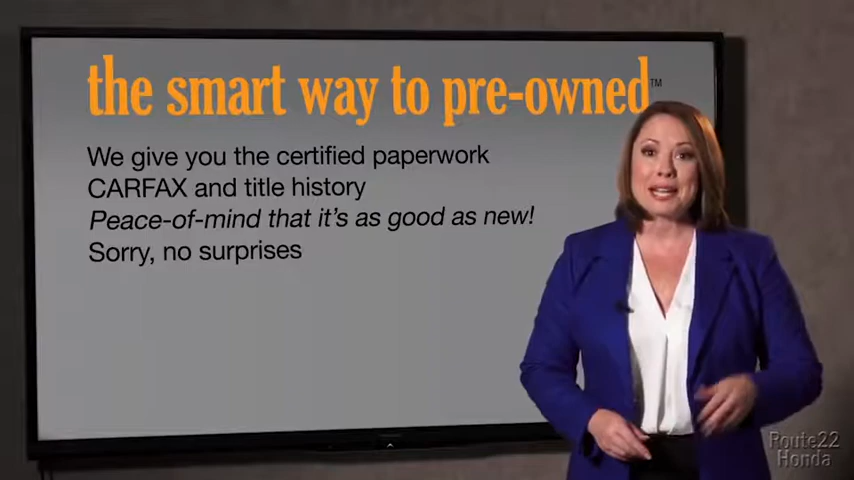 the smart way to pre-owned™
We give you the certified paperwork
CARFAX and title history
Peace-of-mind that it's as good as new!
Sorry, no surprises
Route22
Honda